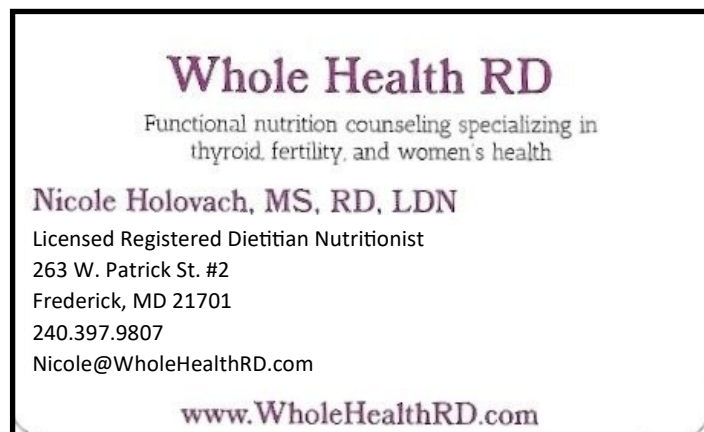 Whole Health RD
Functional nutrition counseling specializing in
thyroid, fertility, and women's health
Nicole Holovach, MS, RD, LDN
Licensed Registered Dietitian Nutritionist
263 W. Patrick St. #2
Frederick, MD 21701
240.397.9807
Nicole@WholeHealthRD.com
www.WholeHealthRD.com